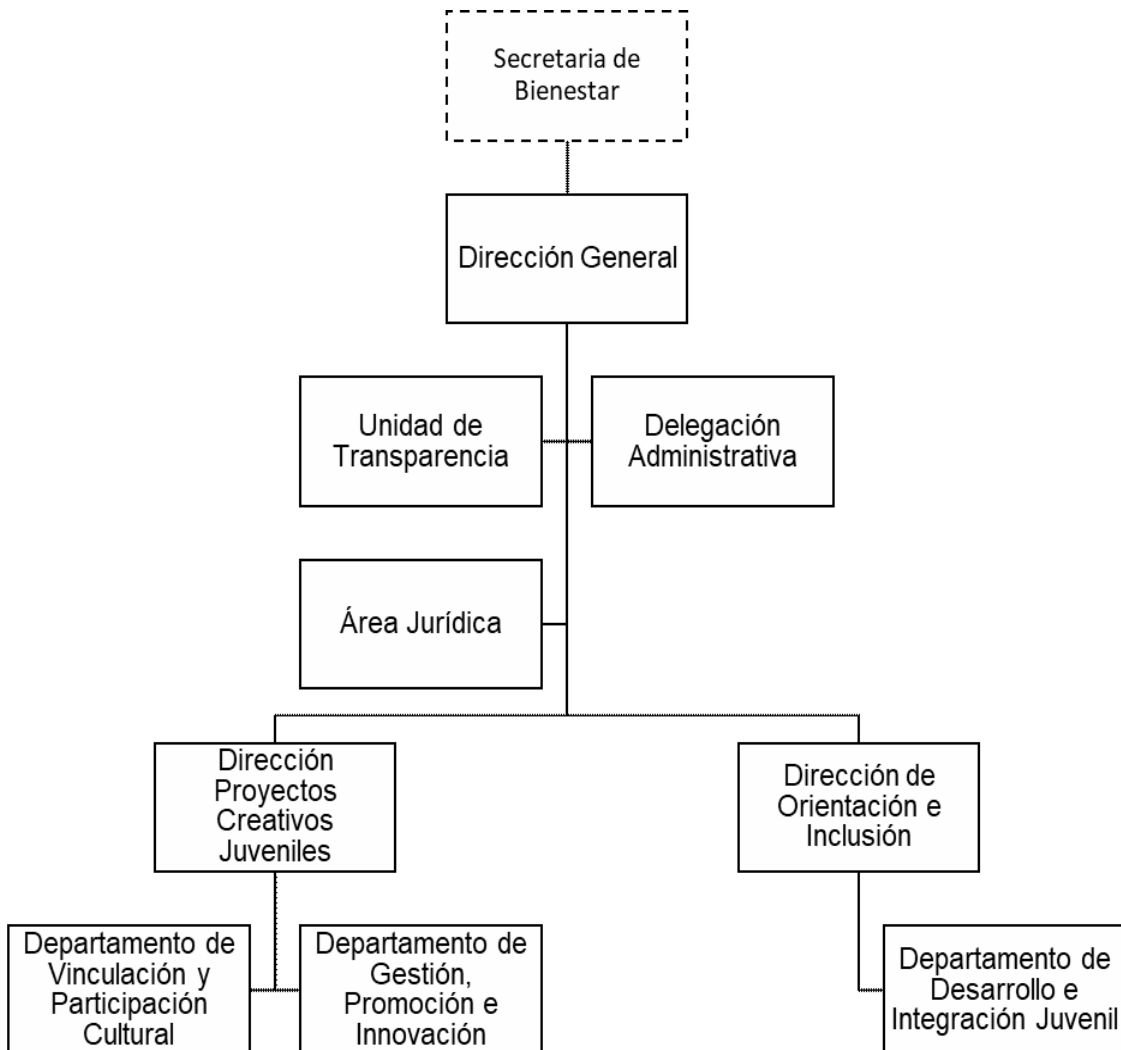 Secretaria de
Bienestar
Dirección General
Unidad de
Transparencia
Delegación
Administrativa
Área Jurídica
Dirección
Proyectos
Creativos
Juveniles
Dirección de
Orientación e
Inclusión
Departamento de
Vinculación y
Participación
Cultural
Departamento de
Gestión,
Promoción e
Innovación
Departamento de
Desarrollo e
Integración Juvenil